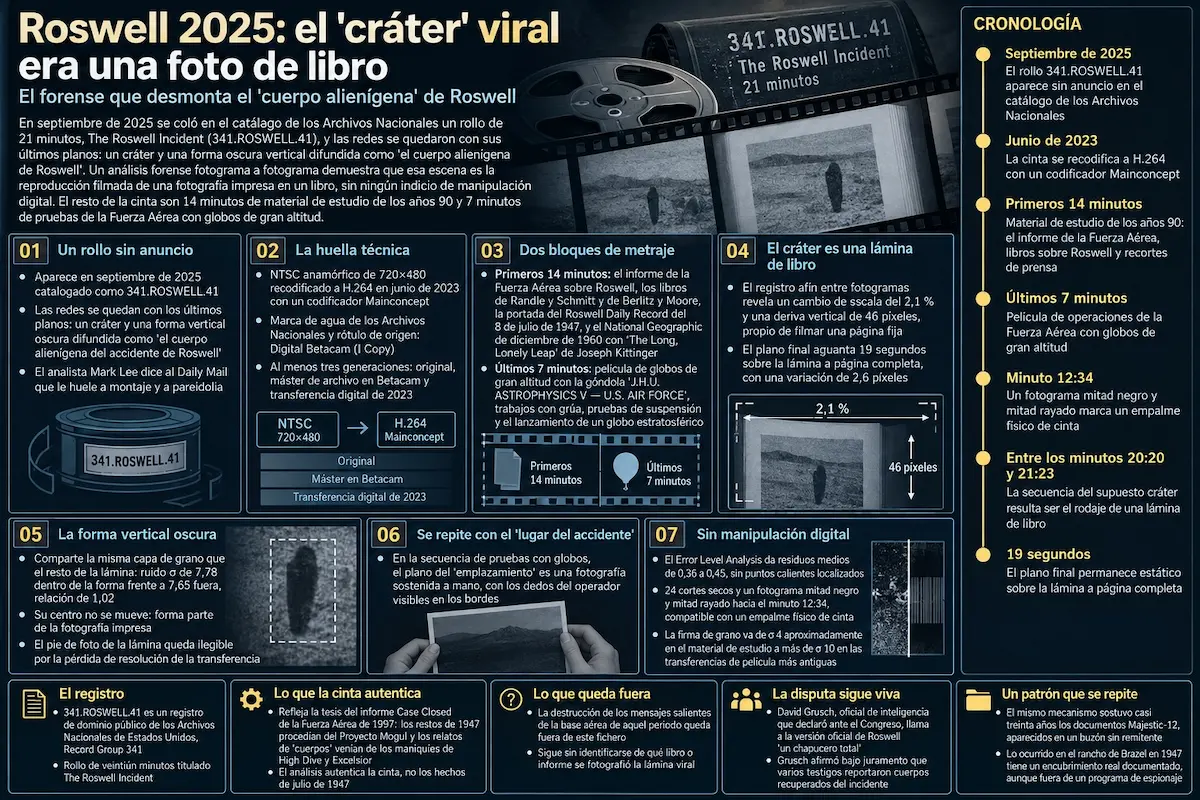 Roswell 2025: el 'cráter' viral
era una foto de libro
El forense que desmonta el 'cuerpo alienígena' de Roswell
En septiembre de 2025 se coló en el catálago de los Archivos Nacionales un rollo de
21 minutos, The Roswell Incident (341.ROSWELL.41), y las redes se quedaron con sus
últimos planos: un cráter y una forma oscura vertical difundida como 'el cuerpo alienigena
de Roswell'. Un análisis forense fotograma a fotograma demuestra que esa escena es la
reproducción filmada de una fotografía impresa en un libro, sin ningún indicio de manipulación
digital. El resto de la cinta son 14 minutos de material de estudio de los años 90 y 7 minutos
de pruebas de la Fuerza Aérea con globos de gran altitud.
341.ROSWELL.41
The Roswell Incident
21 minutos
01 Un rollo sin anuncio
• Aparece en septiembre de 2025
catalogado como 341.ROSWELL.41
• Las redes se quedan con los últimos
planos: un cráter y una forma vertical
oscura difundida como 'el cuerpo
alienígena del accidente de Roswell'
• El analista Mark Lee dice al Daily Mail
que le huele a montaje y a pareidolia
341.ROSWELL.41
02 La huella técnica
• NTSC anamórfico de 720×480
recodificado a H.264 en junio de 2023
con un codificador Mainconcept
• Marca de agua de los Archivos
Nacionales y rótulo de origen:
Digital Betacam (I Copy)
• Al menos tres generaciones: original,
máster de archivo en Betacam y
transferencia digital de 2023
NTSC
720×480
H.264
Mainconcept
Original
Máster en Betacam
Transferencia digital de 2023
03 Dos bloques de metraje
• Primeros 14 minutos: el informe de la
Fuerza Aérea sobre Roswell, los libros
de Randle y Schmitt y de Berlitz y Moore,
la portada del Roswell Daily Record del
8 de julio de 1947, y el National Geographic
de diciembre de 1960 con 'The Long,
Lonely Leap' de Joseph Kittinger
• Últimos 7 minutos: película de globos de
gran altitud con la góndola 'J.H.U.
ASTROPHYSICS V — U.S. AIR FORCE',
trabajos con grúa, pruebas de suspensión
y el lanzamiento de un globo estratosférico
Primeros
14 minutos
Últimos
7 minutos
04 El cráter es una lámina
de libro
• El registro afín entre fotogramas
revela un cambio de sscala del 2,1 %
y una deriva vertical de 46 píxeles,
propio de filmar una página fija
• El plano final aguanta 19 segundos
sobre la lámina a página completa,
con una variación de 2,6 píxeles
2,1 %
46 píxeles
05 La forma vertical oscura
• Comparte la misma capa de grano que
el resto de la lámina: ruido σ de 7,78
dentro de la forma frente a 7,65 fuera,
relación de 1,02
• Su centro no se mueve: forma parte
de la fotografía impresa
• El pie de foto de la lámina queda ilegible
por la pérdida de resolución de la transferencia
06 Se repite con el 'lugar del accidente'
• En la secuencia de pruebas con globos,
el plano del 'emplazamiento' es una fotografía
sostenida a mano, con los dedos del operador
visibles en los bordes
07 Sin manipulación digital
• El Error Level Analysis da residuos medios
de 0,36 a 0,45, sin puntos calientes localizados
• 24 cortes secos y un fotograma mitad negro
y mitad rayado hacia el minuto 12:34,
compatible con un empalme físico de cinta
• La firma de grano va de σ 4 aproximadamente
en el material de estudio a más de σ 10 en las
transferencias de pelicula más antiguas
CRONOLOGÍA
Septiembre de 2025
El rollo 341.ROSWELL.41
aparece sin anuncio en el
catálogo de los Archivos
Nacionales
Junio de 2023
La cinta se recodifica a H.264
con un codificador Mainconcept
Primeros 14 minutos
Material de estudio de los años 90:
el informe de la Fuerza Aérea,
libros sobre Roswell y recortes
de prensa
Últimos 7 minutos
Pelicula de operaciones de la
Fuerza Aérea con globos de
gran altitud
Minuto 12:34
Un fotograma mitad negro y
mitad rayado marca un empalme
físico de cinta
Entre los minutos 20:20
y 21:23
La secuencia del supuesto cráter
resulta ser el rodaje de una lámina
de libro
19 segundos
El plano final permanece estático
sobre la lámina a página completa
El registro
• 341.ROSWELL.41 es un registro
de dominio público de los Archivos
Nacionales de Estados Unidos,
Record Group 341
• Rollo de veintiún minutos titulado
The Roswell Incident
Lo que la cinta autentica
• Refleja la tesis del informe Case Closed
de la Fuerza Aérea de 1997: los restos de 1947
procedian del Proyecto Mogul y los relatos
de 'cuerpos' venían de los maniquíes de
High Dive y Excelsior
• El análisis autentica la cinta, no los hechos
de julio de 1947
Lo que queda fuera
• La destrucción de los mensajes salientes
de la base aérea de aquel periodo queda
fuera de este fichero
• Sigue sin identificarse de qué libro o
informe se fotografió la lámina viral
La disputa sigue viva
• David Grusch, oficial de inteligencia
que declaró ante el Congreso, llama
a la versión oficial de Roswell
'un chapucero total'
• Grusch afirmó bajo juramento que
varios testigos reportaron cuerpos
recuperados del incidente
Un patrón que se repite
• El mismo mecanismo sostuvo casi
treinta años los documentos Majestic-12,
aparecidos en un buzón sin remitente
• Lo ocurrido en el rancho de Brazel en 1947
tiene un encubrimiento real documentado,
aunque fuera de un programa de espionaje